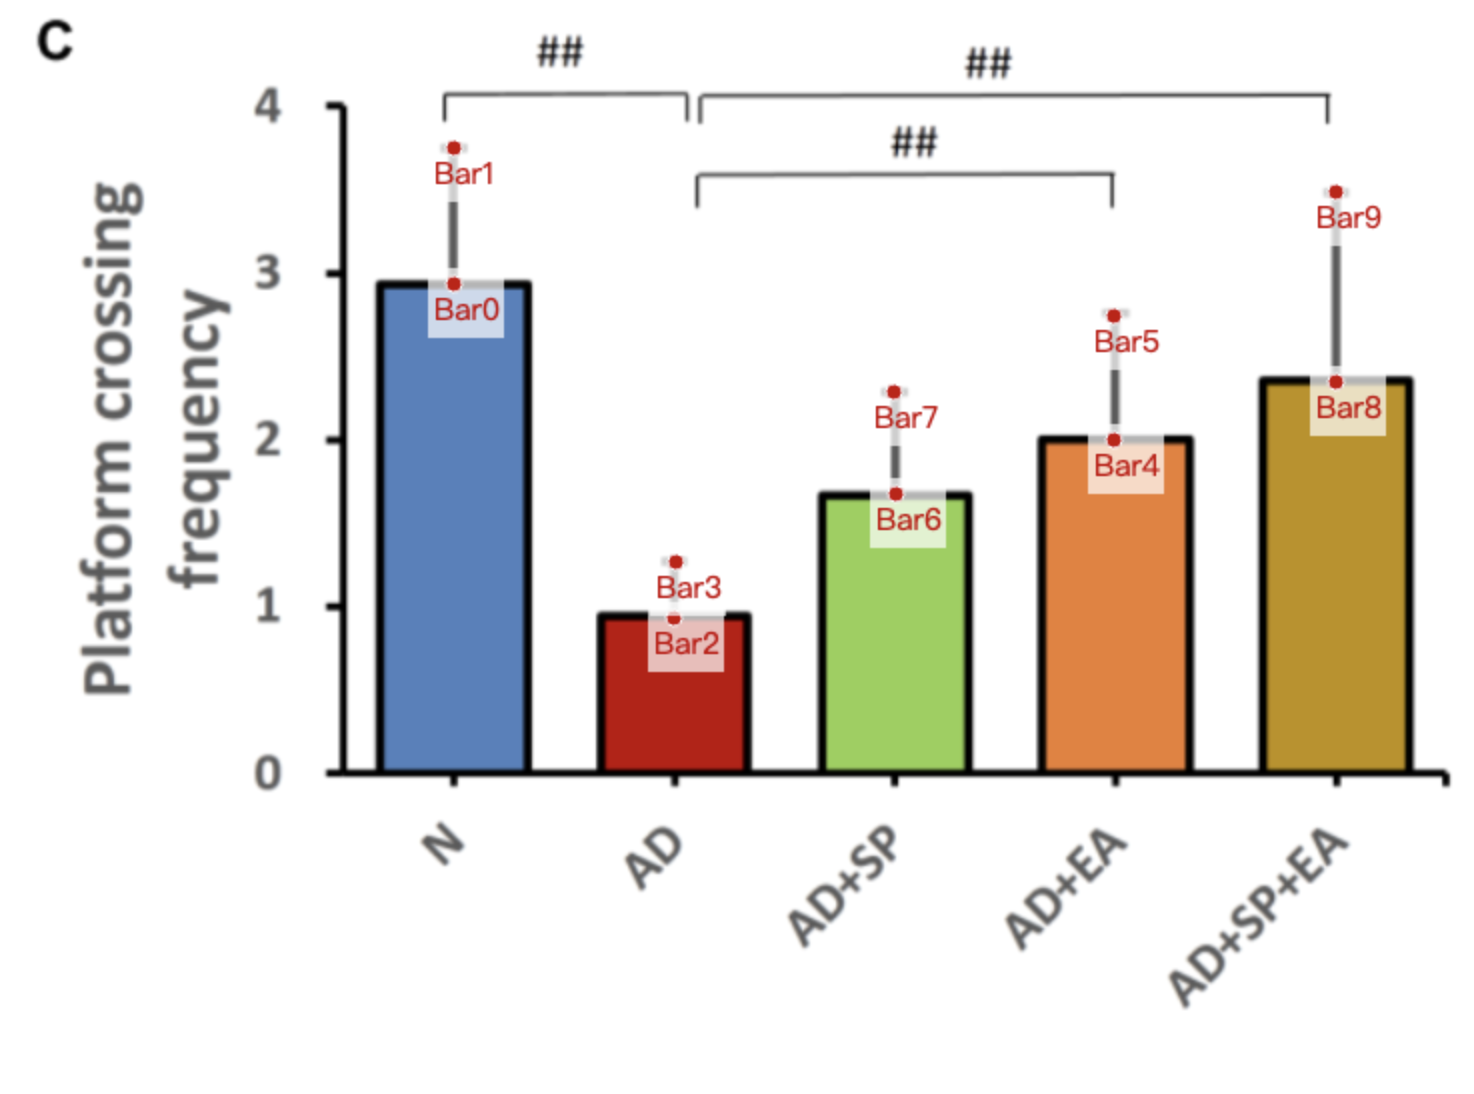 C
##
##
##
4
3
2
1
0
Platform crossing
frequency
Bar1
Bar0
Bar3
Bar2
Bar7
Bar6
Bar5
Bar4
Bar9
Bar8
N
AD
AD+SP
AD+EA
AD+SP+EA